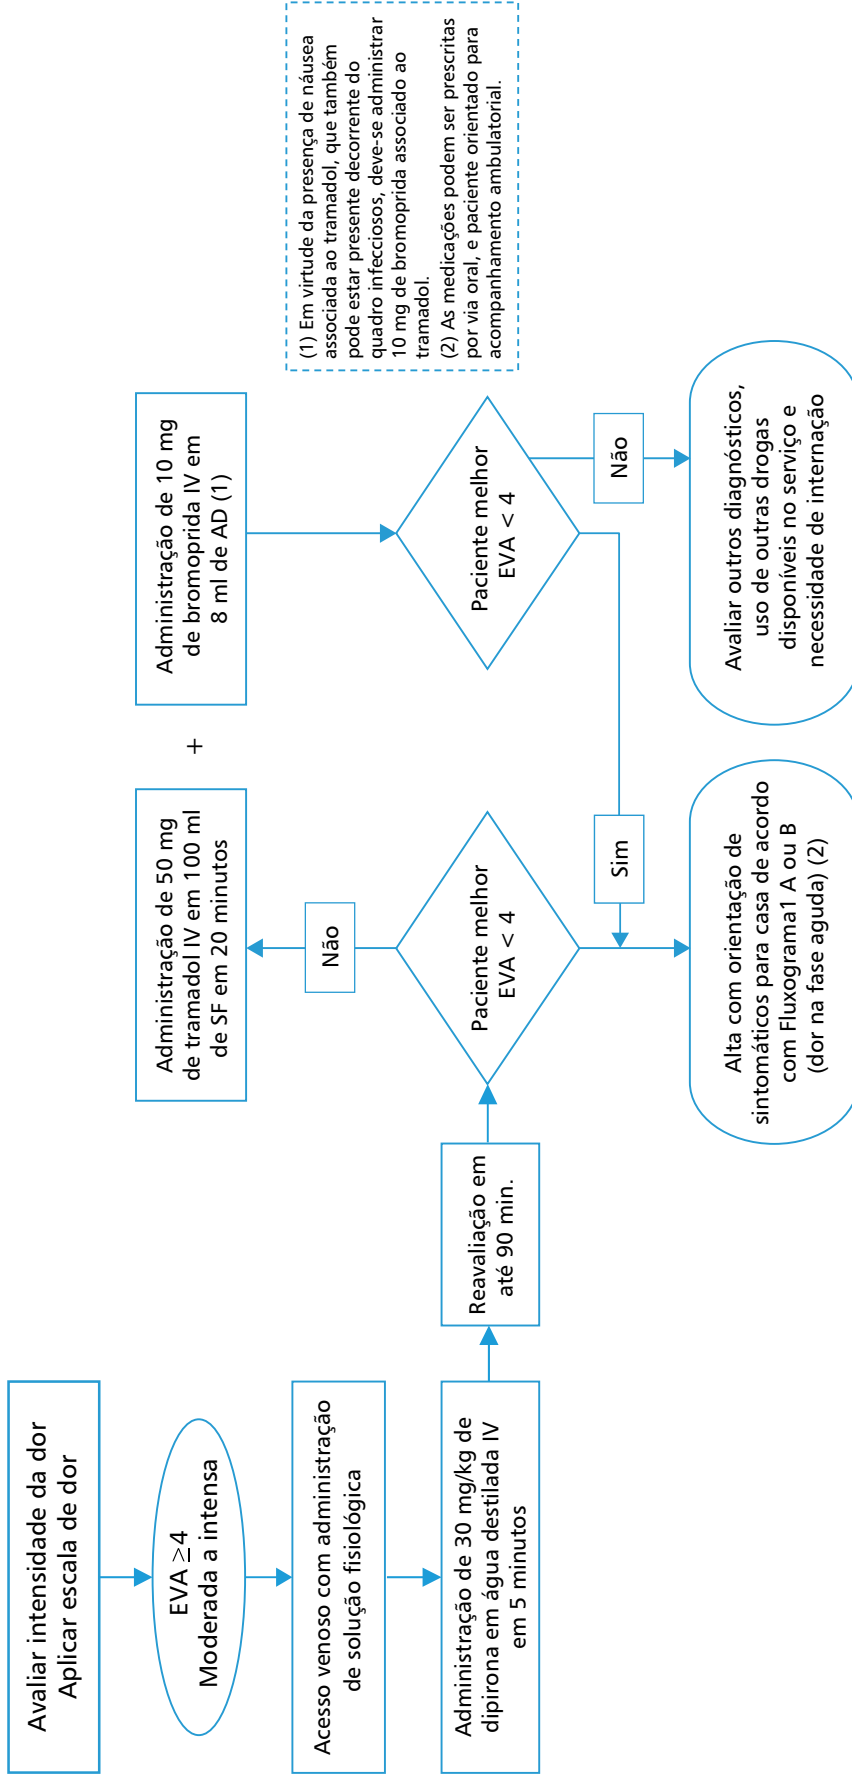 Avaliar intensidade da dor
Aplicar escala de dor
EVA ≥4
Moderada a intensa
Acesso venoso com administração
de solução fisiológica
Administração de 30 mg/kg de
dipirona em água destilada IV
em 5 minutos
Reavaliação em
até 90 min.
Paciente melhor
EVA < 4
Não
Administração de 50 mg
de tramadol IV em 100 ml
de SF em 20 minutos
+
Administração de 10 mg
de bromoprida IV em
8 ml de AD (1)
Paciente melhor
EVA < 4
Sim
Não
Alta com orientação de
sintomáticos para casa de acordo
com Fluxograma1 A ou B
(dor na fase aguda) (2)
Avaliar outros diagnósticos,
uso de outras drogas
disponíveis no serviço e
necessidade de internação
(1) Em virtude da presença de náusea
associada ao tramadol, que também
pode estar presente decorrente do
quadro infecciosos, deve-se administrar
10 mg de bromoprida associado ao
tramadol.
(2) As medicações podem ser prescritas
por via oral, e paciente orientado para
acompanhamento ambulatorial.